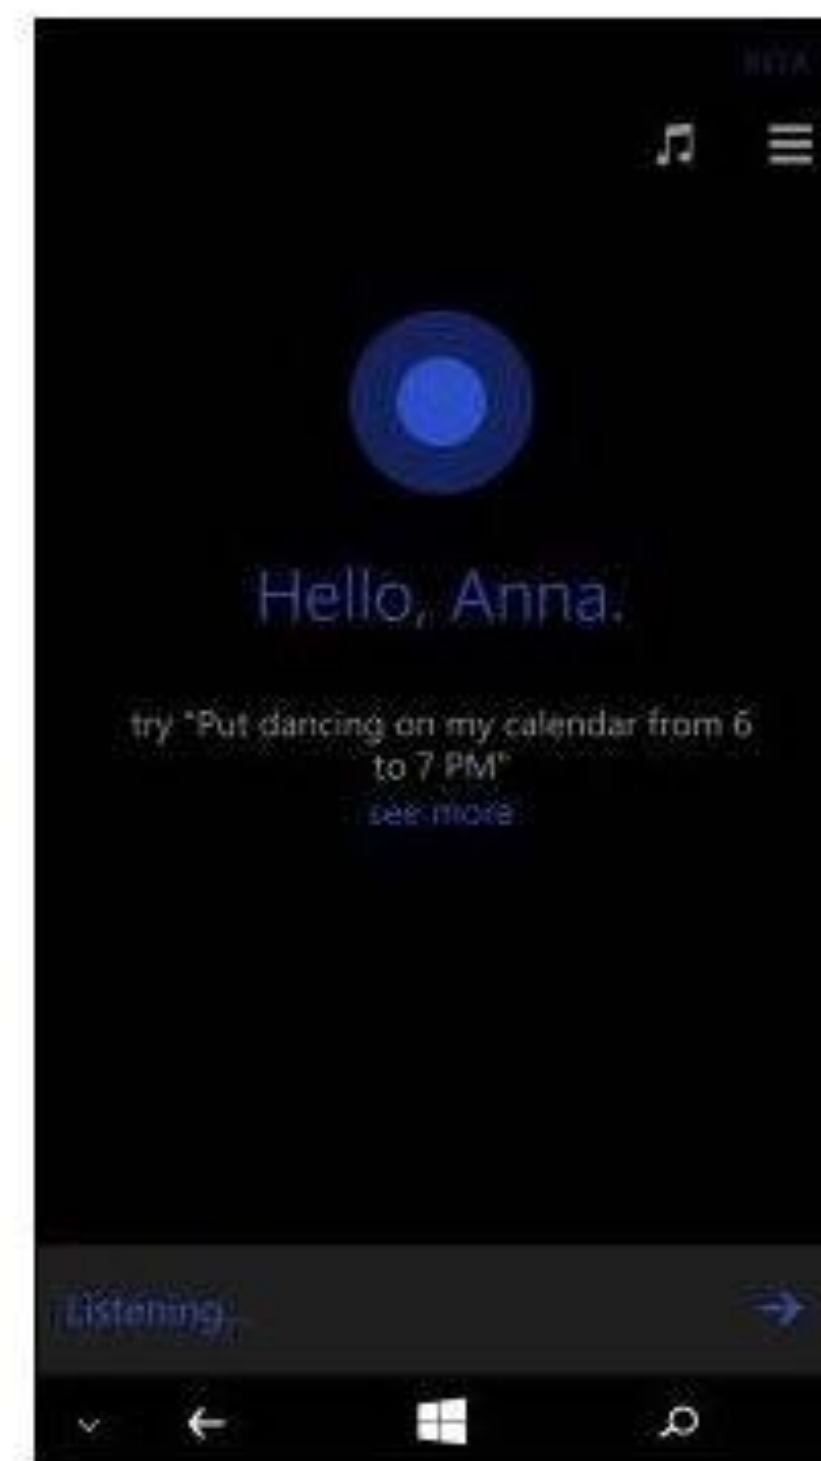 Hello, Anna.
try "Put dancing on my calendar from 6
to 7 PM"
see more
Listening...